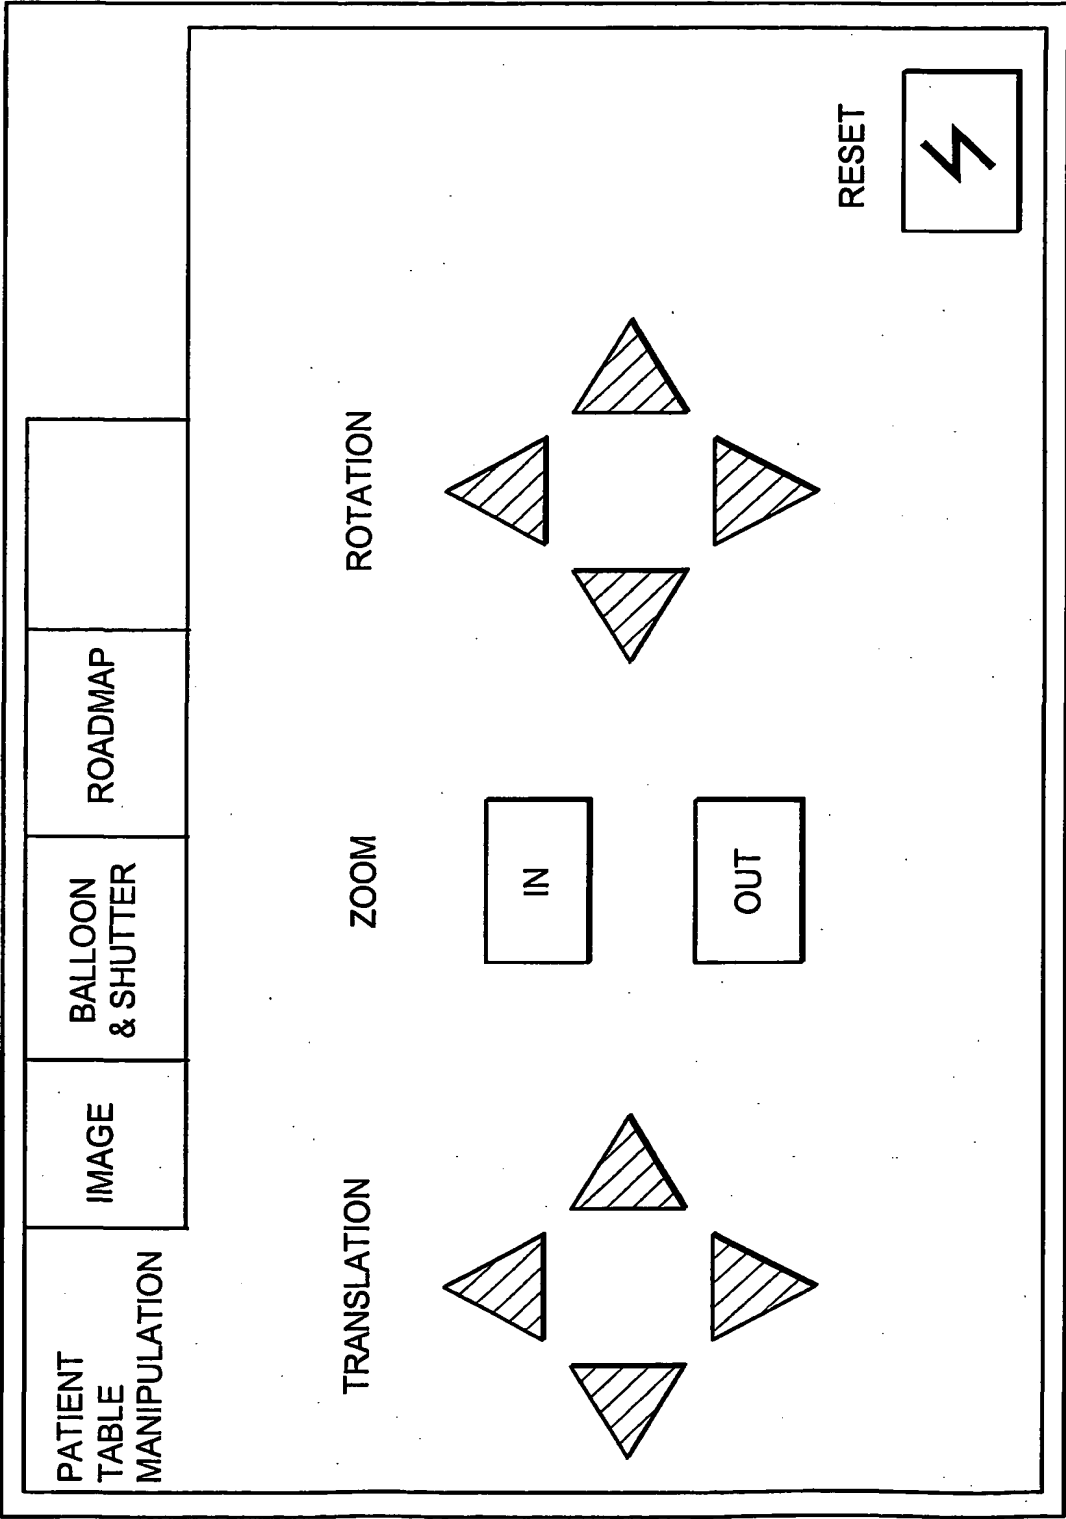 PATIENT
TABLE
MANIPULATION
IMAGE
BALLOON
& SHUTTER
ROADMAP
TRANSLATION
ZOOM
ROTATION
IN
OUT
RESET